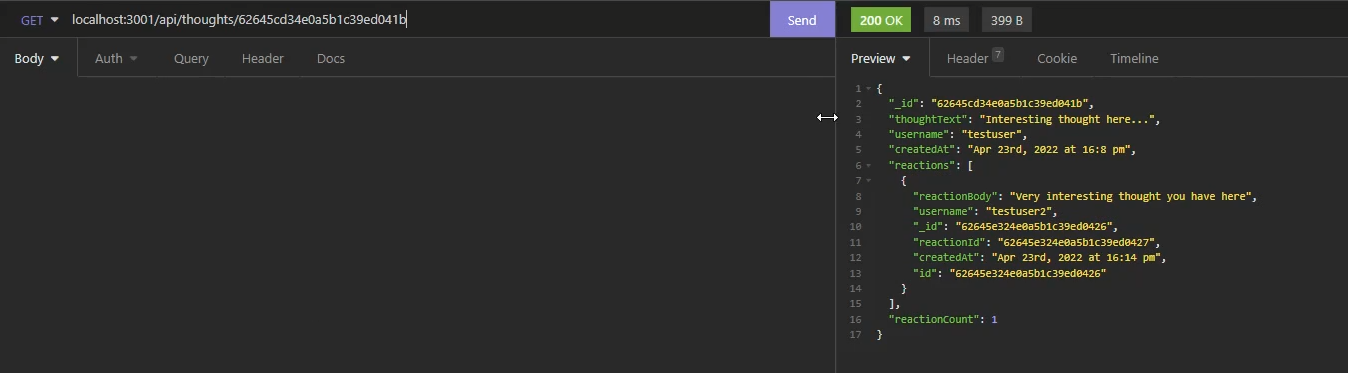 GET localhost:3001/api/thoughts/62645cd34e0a5b1c39ed041b Send 200 OK 8 ms 399 B
Body Auth Query Header Docs Preview Header 7 Cookie Timeline
1 {
2 "_id": "62645cd34e0a5b1c39ed041b",
3 "thoughtText": "Interesting thought here...",
4 "username": "testuser",
5 "createdAt": "Apr 23rd, 2022 at 16:8 pm",
6 "reactions": [
7 {
8 "reactionBody": "Very interesting thought you have here",
9 "username": "testuser2",
10 "_id": "62645e324e0a5b1c39ed0426",
11 "reactionId": "62645e324e0a5b1c39ed0427",
12 "createdAt": "Apr 23rd, 2022 at 16:14 pm",
13 "id": "62645e324e0a5b1c39ed0426"
14 }
15 ],
16 "reactionCount": 1
17 }